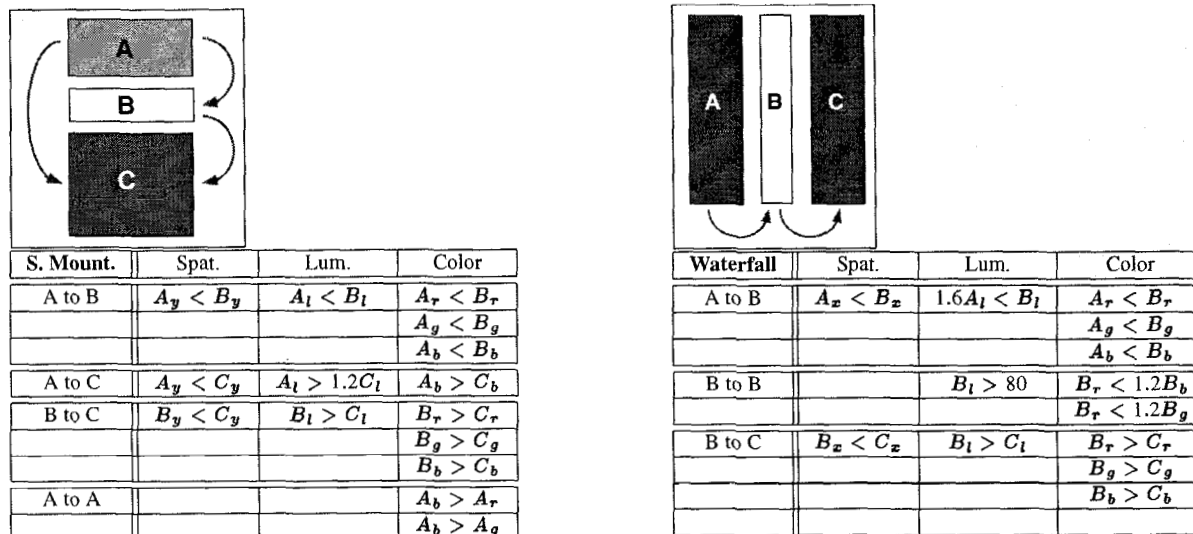 A
B
C
S. Mount. Spat. Lum. Color
A to B A_y < B_y A_l < B_l A_r < B_r
A_g < B_g
A_b < B_b
A to C A_y < C_y A_l > 1.2C_l A_b > C_b
B to C B_y < C_y B_l > C_l B_r > C_r
B_g > C_g
B_b > C_b
A to A A_b > A_r
A_b > A_g
A B C
Waterfall Spat. Lum. Color
A to B A_x < B_x 1.6A_l < B_l A_r < B_r
A_g < B_g
A_b < B_b
B to B B_l > 80 B_r < 1.2B_b
B_r < 1.2B_g
B to C B_x < C_x B_l > C_l B_r > C_r
B_g > C_g
B_b > C_b